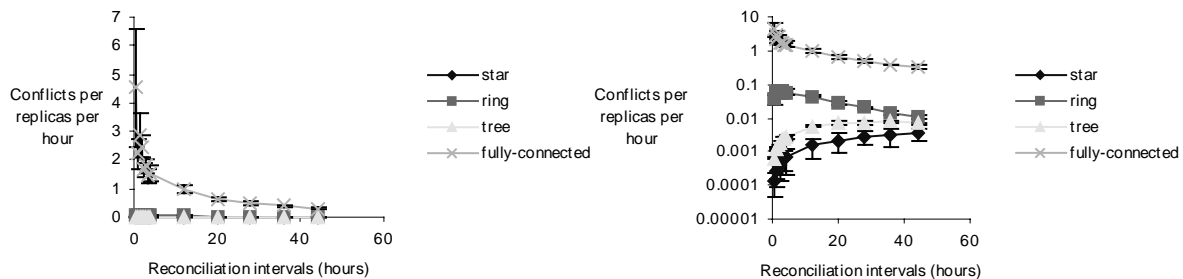 7
6
5
4
3
2
1
0
Conflicts per
replicas per
hour
0 20 40 60
Reconciliation intervals (hours)
star
ring
tree
fully-connected
10
1
0.1
0.01
0.001
0.0001
0.00001
Conflicts per
replicas per
hour
0 20 40 60
Reconciliation intervals (hours)
star
ring
tree
fully-connected